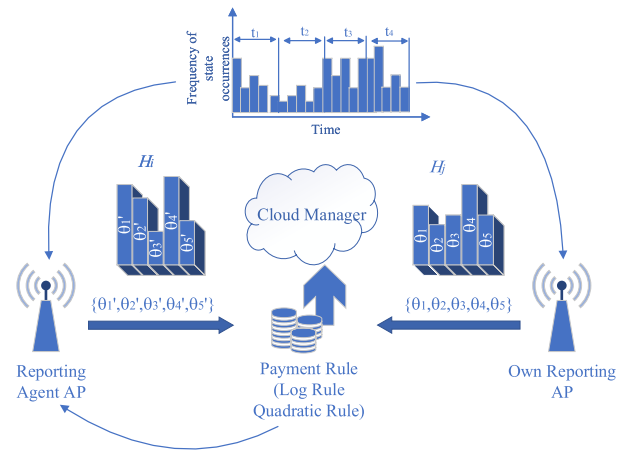 Frequency of
state
occurrences
t₁ t₂ t₃ t₄
Time
Hi
Hj
θ1' θ2' θ3' θ4' θ5'
Cloud Manager
θ1 θ2 θ3 θ4 θ5
{θ1',θ2',θ3',θ4',θ5'}
{θ1,θ2,θ3,θ4,θ5}
Reporting
Agent AP
Payment Rule
(Log Rule
Quadratic Rule)
Own Reporting
AP